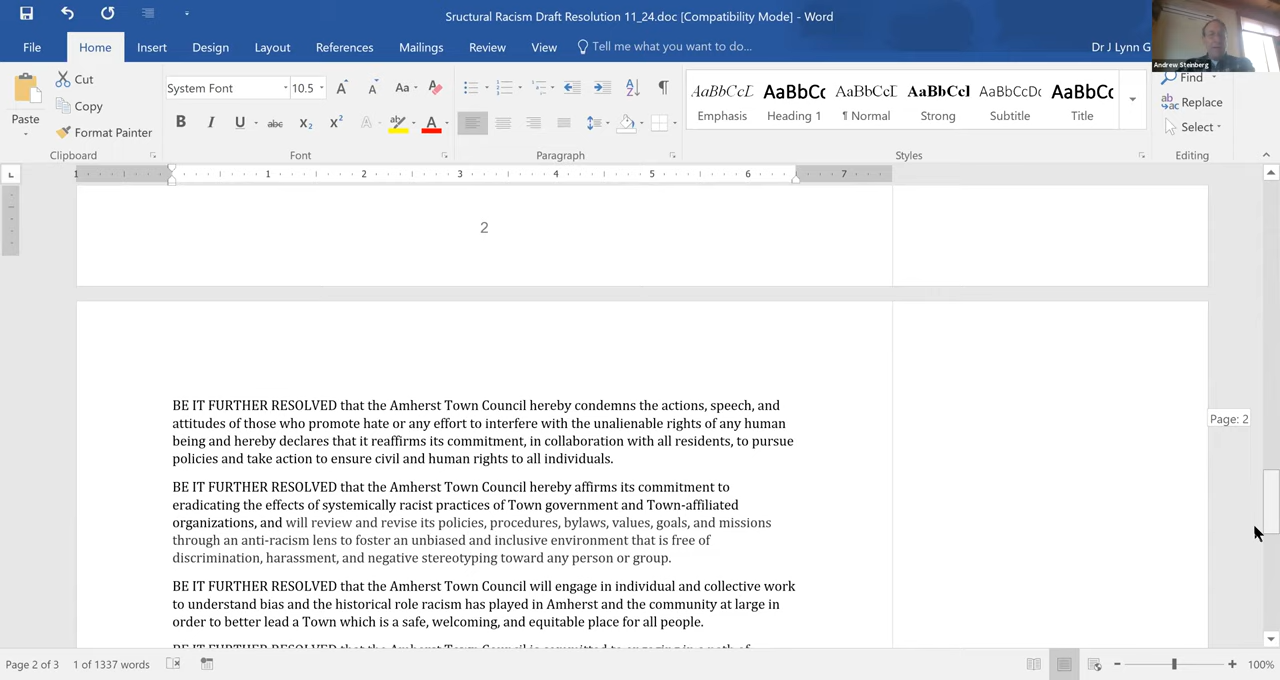 Sructural Racism Draft Resolution 11_24.doc [Compatibility Mode] - Word
File Home Insert Design Layout References Mailings Review View Tell me what you want to do... Dr J Lynn G
Andrew Steinberg
Paste
Cut
Copy
Format Painter
Clipboard
System Font 10.5
Font
Paragraph
AaBbCcL AaBbCc AaBbCcI AaBbCcI AaBbCcDc AaBbCc
Emphasis Heading 1 ¶ Normal Strong Subtitle Title
Styles
Find
Replace
Select
Editing
1 1 2 3 4 5 6 7
2
BE IT FURTHER RESOLVED that the Amherst Town Council hereby condemns the actions, speech, and
attitudes of those who promote hate or any effort to interfere with the unalienable rights of any human
being and hereby declares that it reaffirms its commitment, in collaboration with all residents, to pursue
policies and take action to ensure civil and human rights to all individuals.
Page: 2
BE IT FURTHER RESOLVED that the Amherst Town Council hereby affirms its commitment to
eradicating the effects of systemically racist practices of Town government and Town-affiliated
organizations, and will review and revise its policies, procedures, bylaws, values, goals, and missions
through an anti-racism lens to foster an unbiased and inclusive environment that is free of
discrimination, harassment, and negative stereotyping toward any person or group.
BE IT FURTHER RESOLVED that the Amherst Town Council will engage in individual and collective work
to understand bias and the historical role racism has played in Amherst and the community at large in
order to better lead a Town which is a safe, welcoming, and equitable place for all people.
BE IT FURTHER RESOLVED that the Amherst Town Council is committed to engaging in a path of
Page 2 of 3 1 of 1337 words 100%